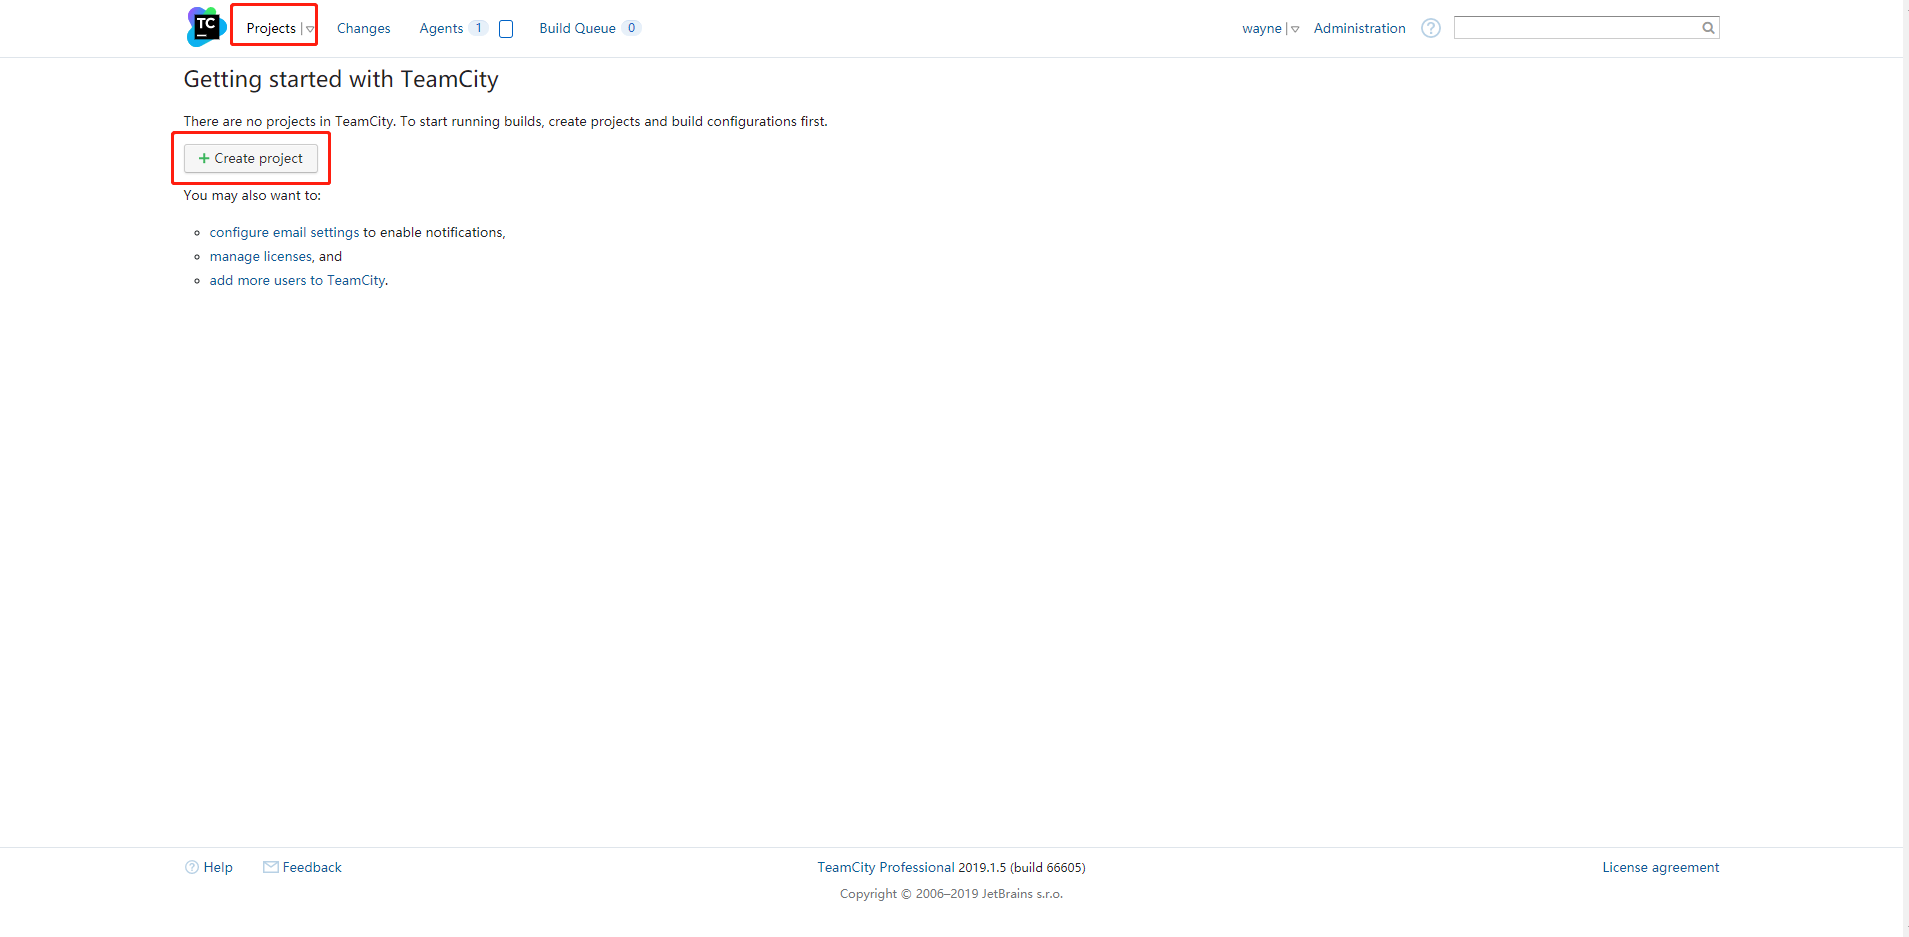 TC Projects Changes Agents 1 Build Queue 0 wayne Administration
Getting started with TeamCity
There are no projects in TeamCity. To start running builds, create projects and build configurations first.
+ Create project
You may also want to:
configure email settings to enable notifications,
manage licenses, and
add more users to TeamCity.
Help Feedback TeamCity Professional 2019.1.5 (build 66605) License agreement
Copyright © 2006–2019 JetBrains s.r.o.